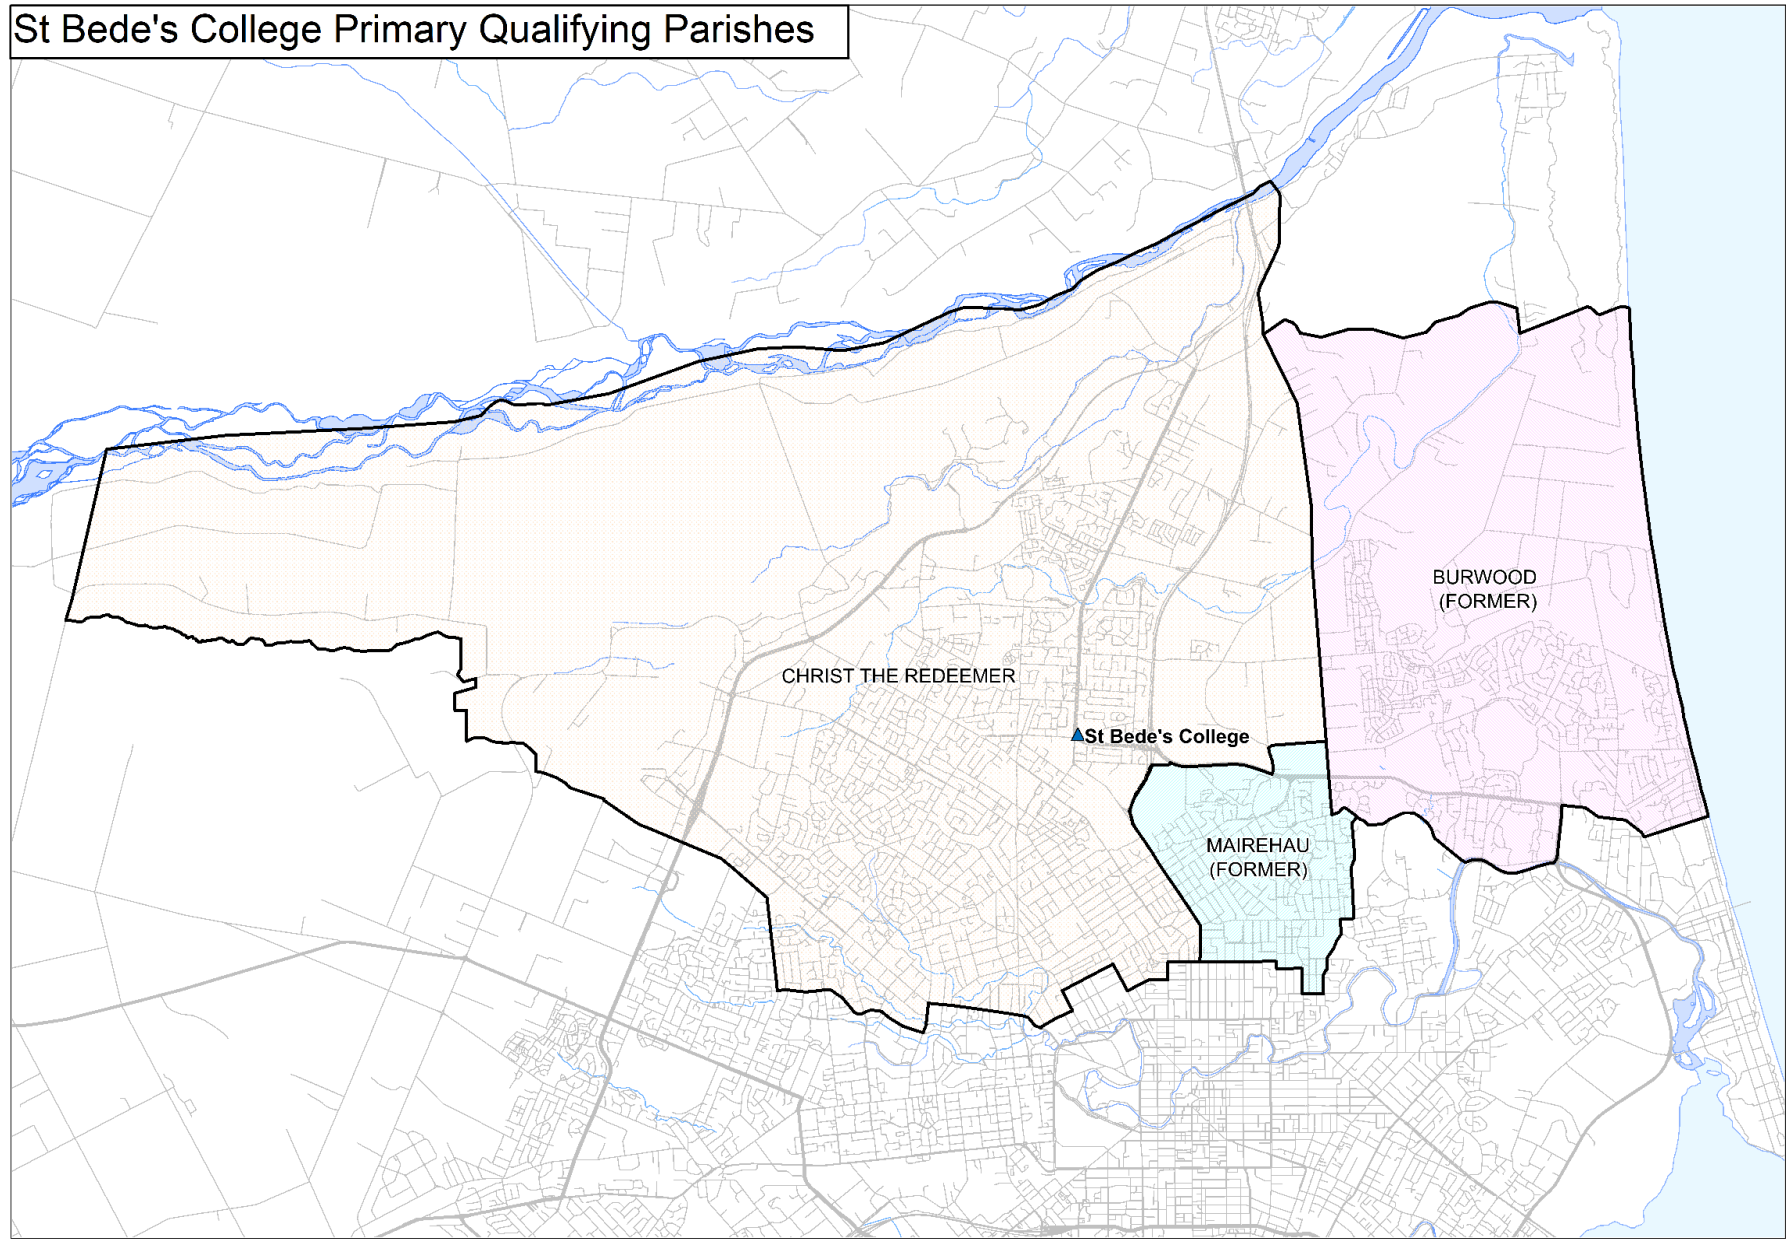 St Bede's College Primary Qualifying Parishes
BURWOOD
(FORMER)
CHRIST THE REDEEMER
St Bede's College
MAIREHAU
(FORMER)